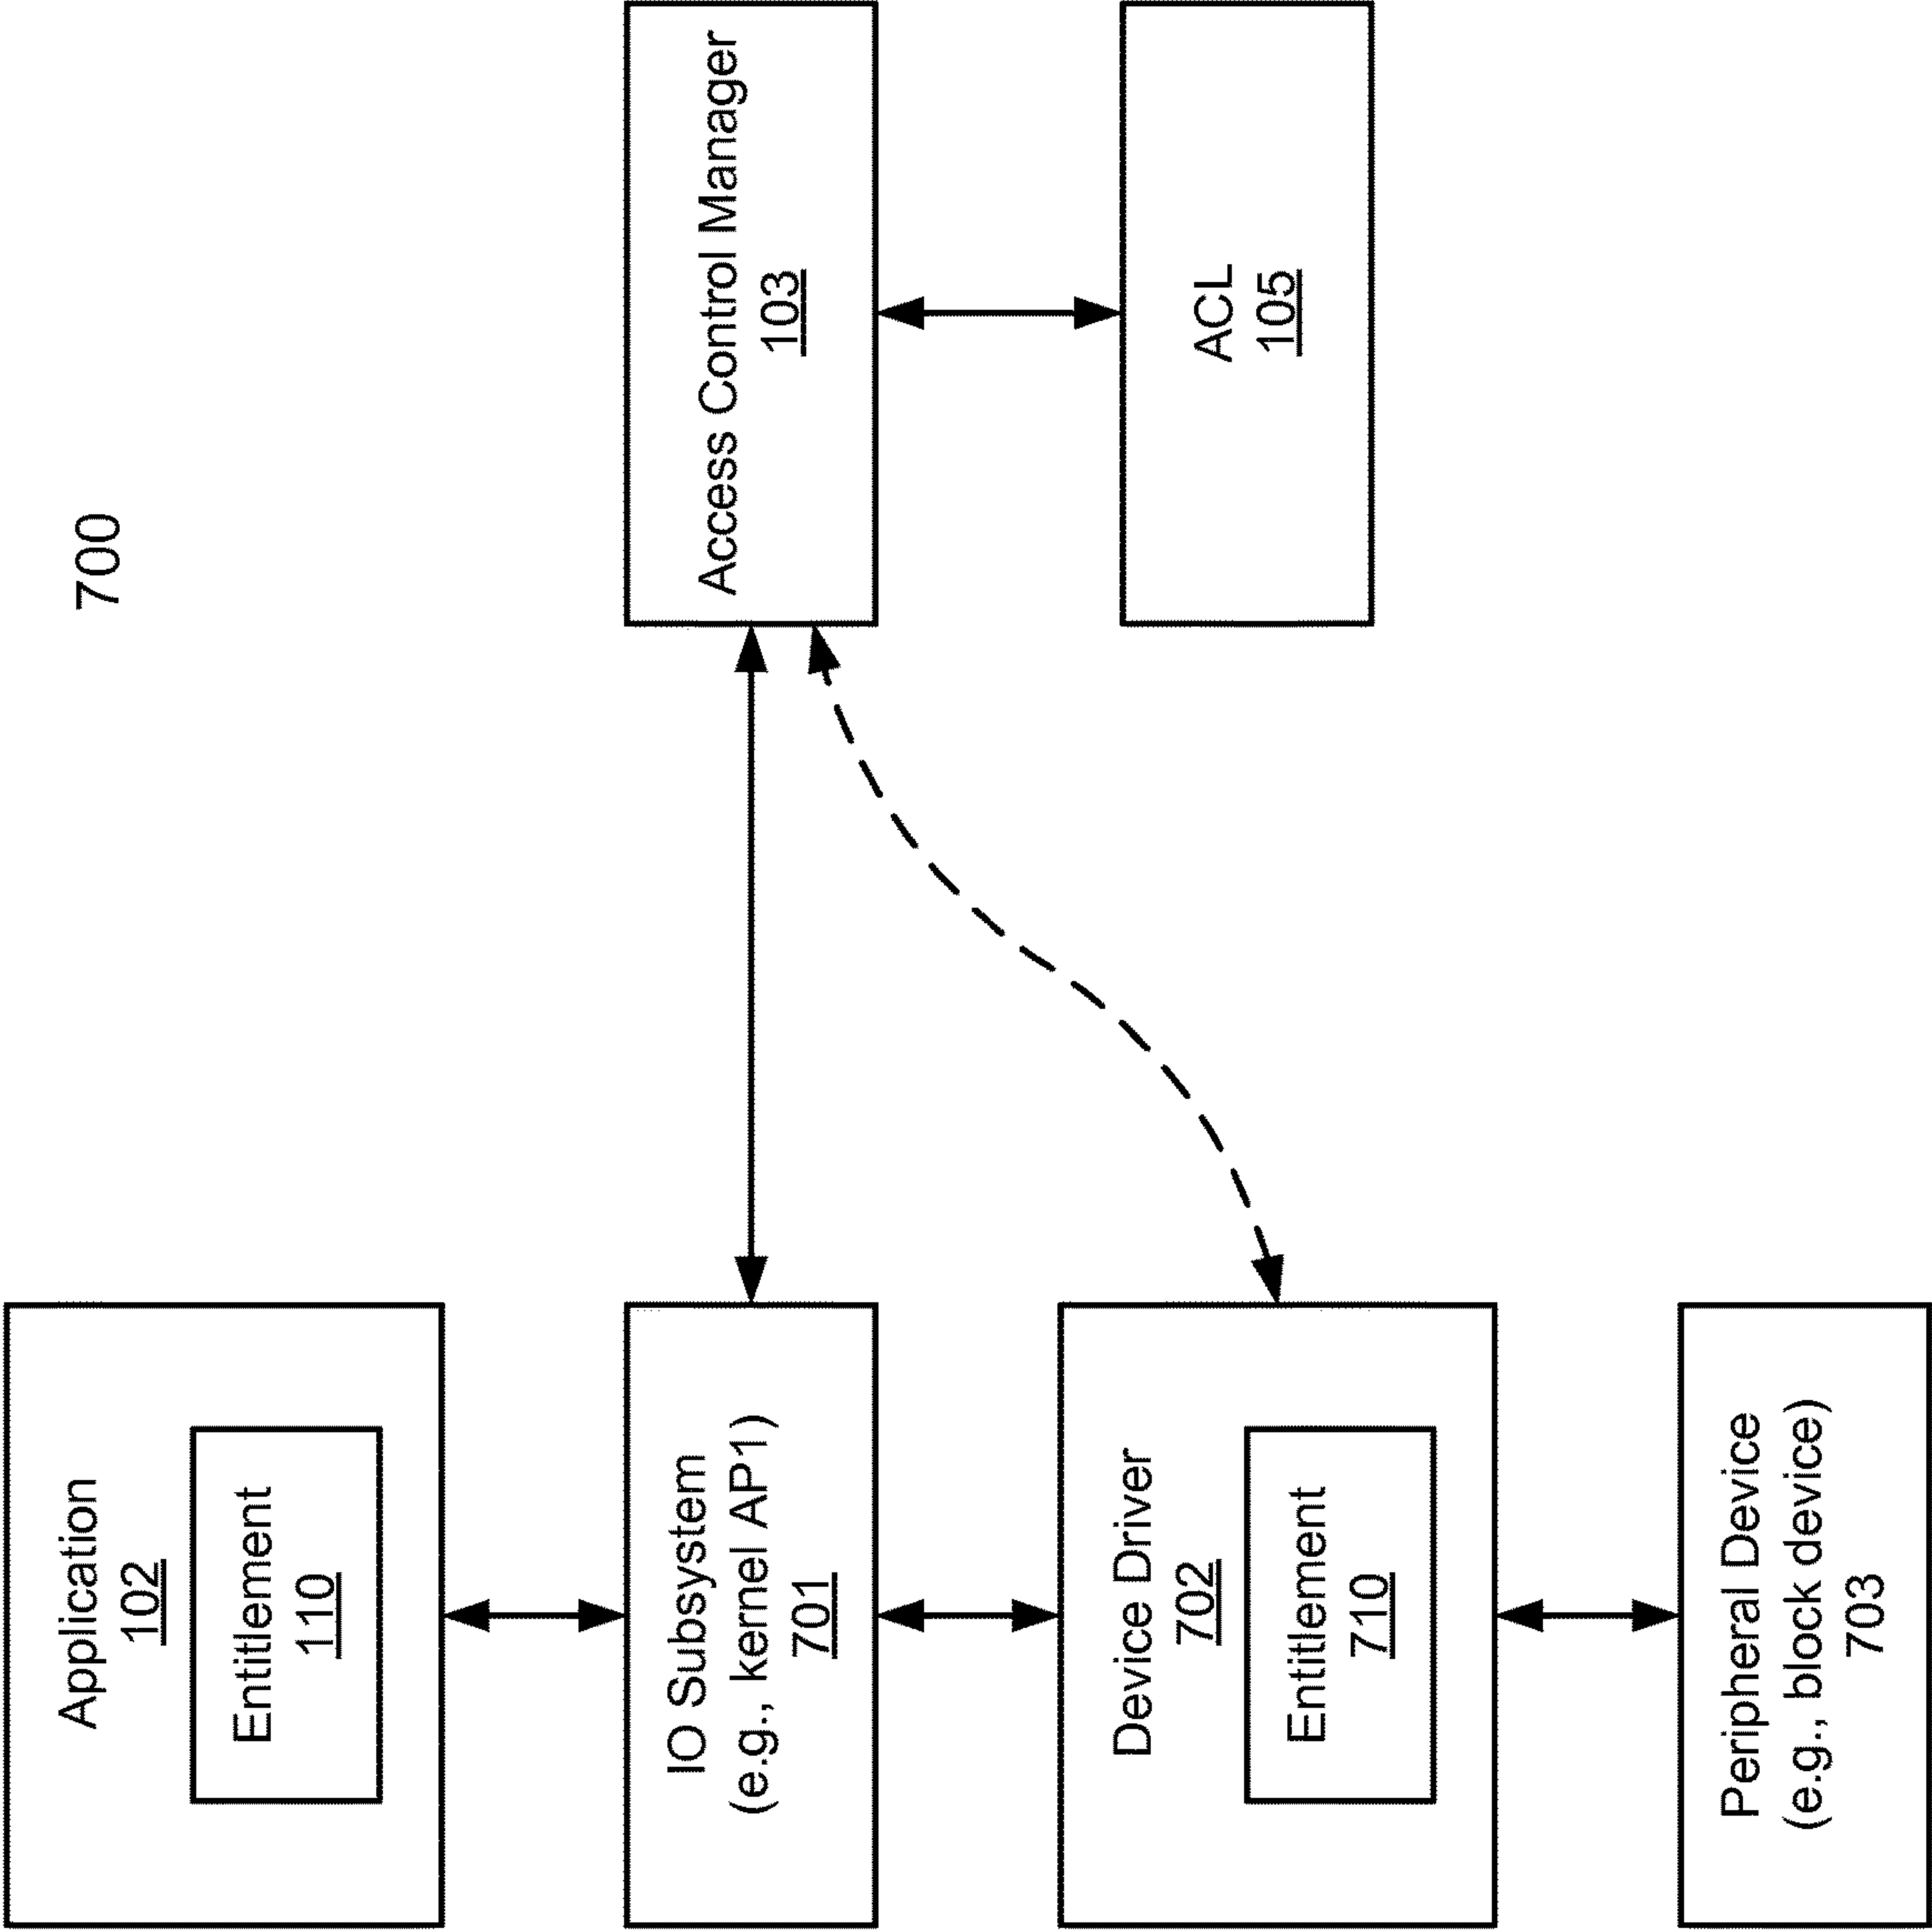 700
Application
102
Entitlement
110
IO Subsystem
(e.g., kernel AP1)
701
Device Driver
702
Entitlement
710
Peripheral Device
(e.g., block device)
703
Access Control Manager
103
ACL
105